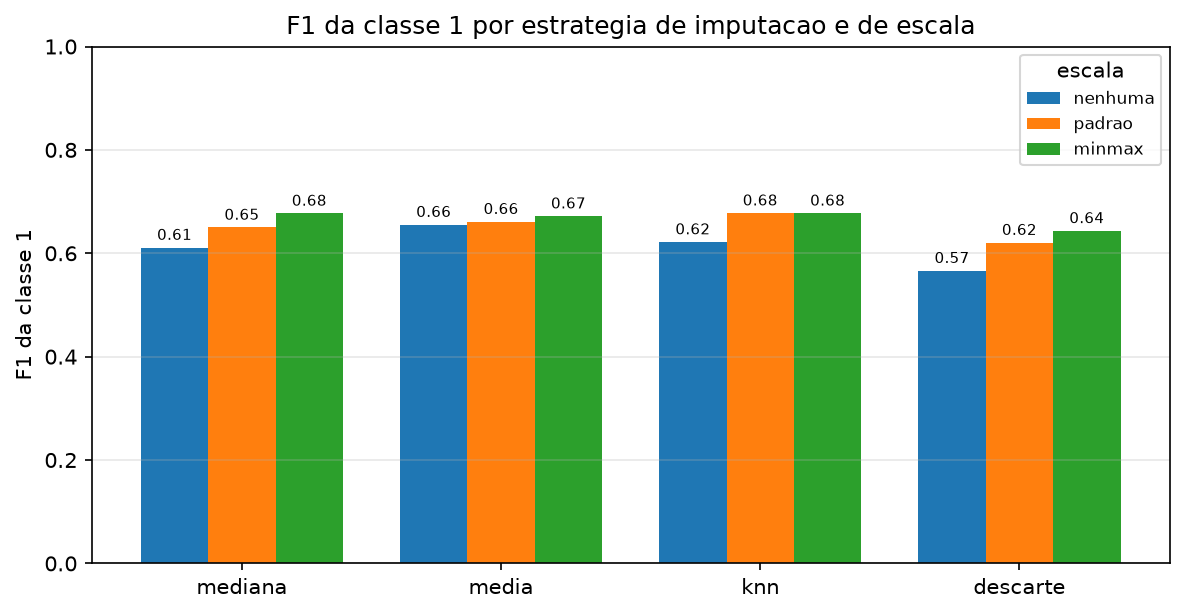 F1 da classe 1 por estrategia de imputacao e de escala
F1 da classe 1
1.0
0.8
0.6
0.4
0.2
0.0
escala
nenhuma
padrao
minmax
0.61
0.65
0.68
0.66
0.66
0.67
0.62
0.68
0.68
0.57
0.62
0.64
mediana
media
knn
descarte